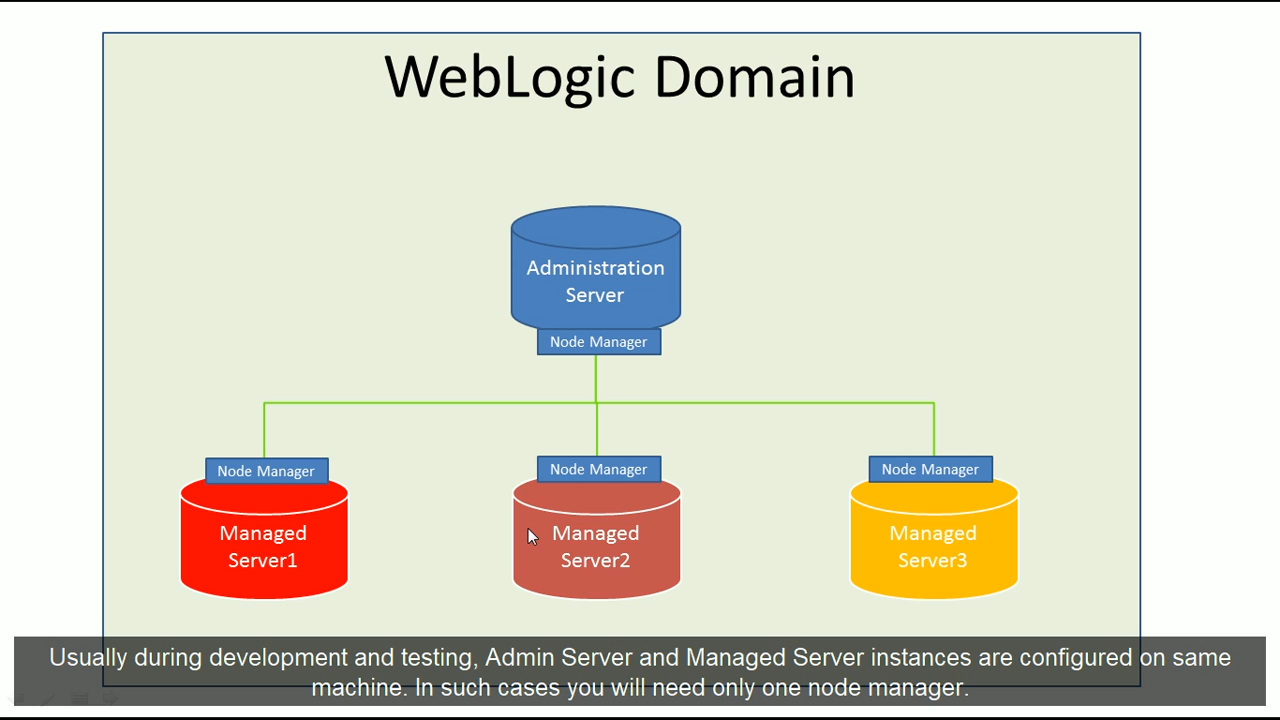 WebLogic Domain
Administration
Server
Node Manager
Node Manager
Node Manager
Node Manager
Managed
Server1
Managed
Server2
Managed
Server3
Usually during development and testing, Admin Server and Managed Server instances are configured on same
machine. In such cases you will need only one node manager.